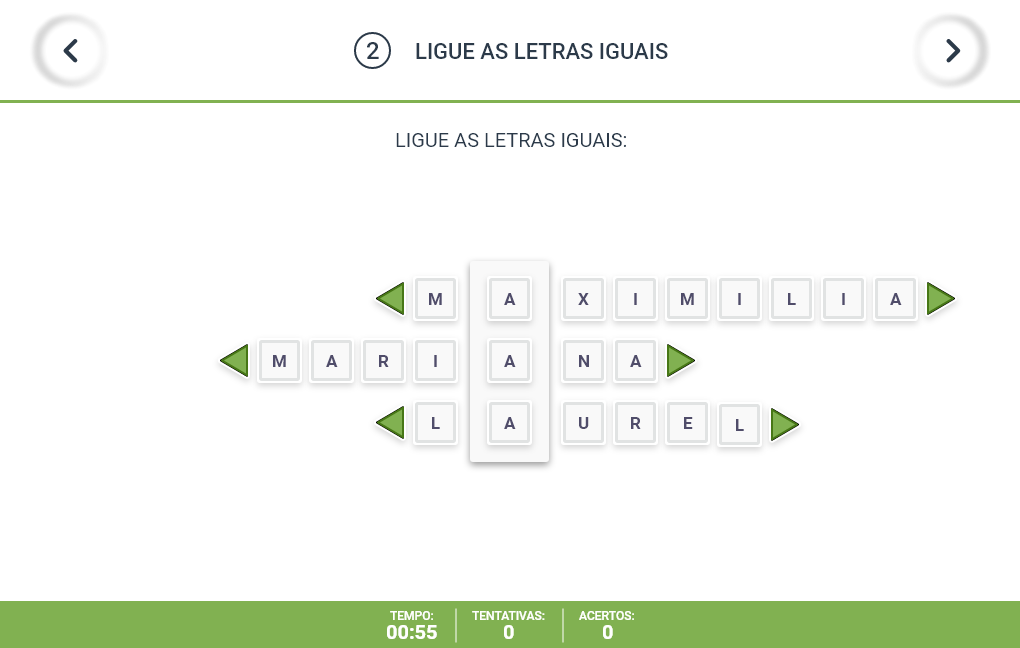 2 LIGUE AS LETRAS IGUAIS
LIGUE AS LETRAS IGUAIS:
M A X I M I L I A
M A R I A N A
L A U R E L
TEMPO: TENTATIVAS: ACERTOS:
00:55 0 0